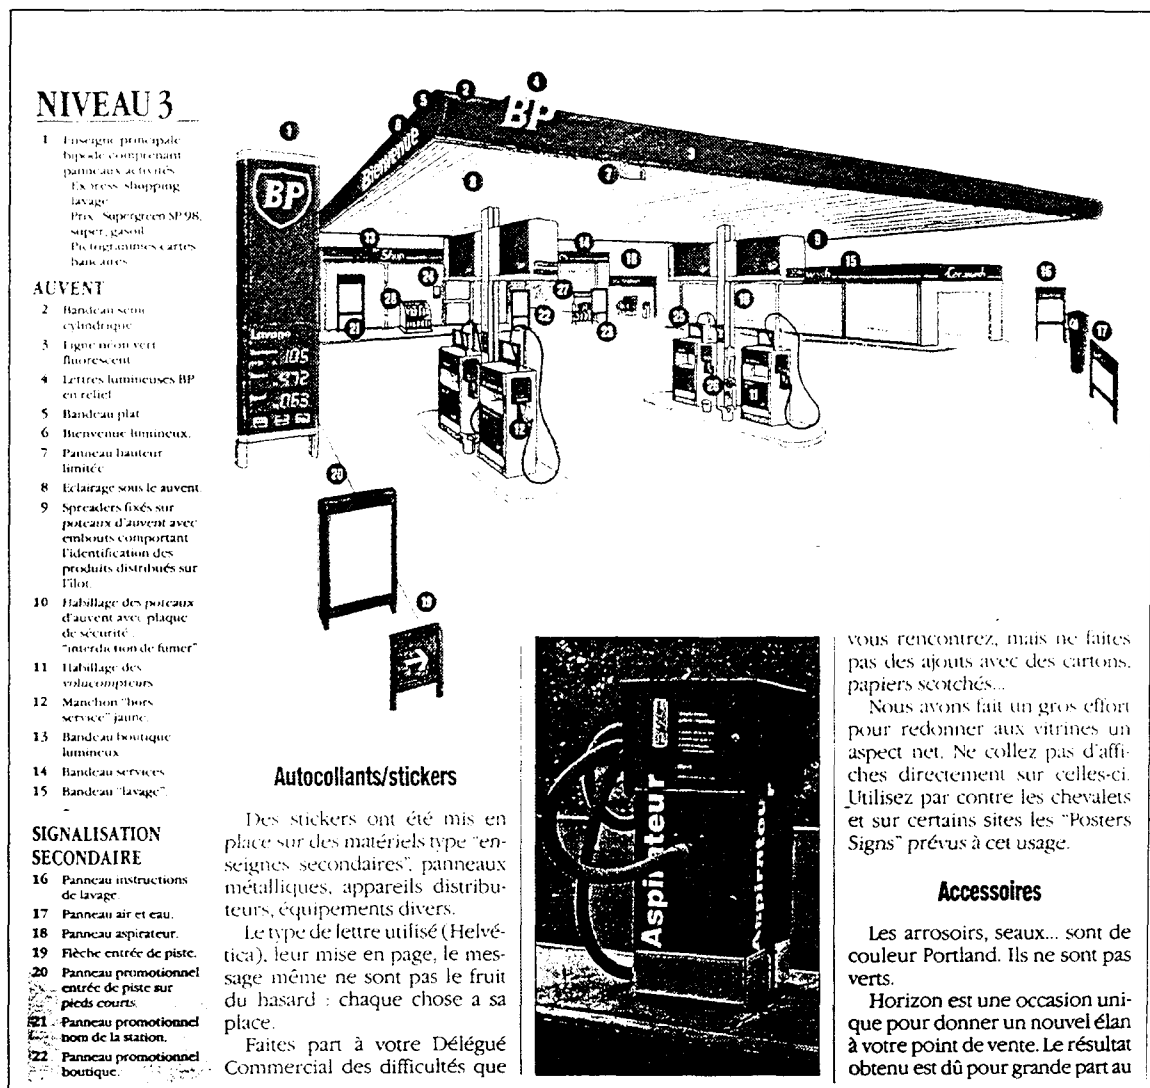 NIVEAU 3
1 Enseigne principale
bipode comprenant
panneaux activités
Express, shopping
lavage
Prix : Supergreen SP 98,
super, gasoil
Pictogrammes cartes
bancaires
AUVENT
2 Bandeau semi
cylindrique
3 Ligne néon vert
fluorescent
4 Lettres lumineuses BP
en relief
5 Bandeau plat
6 Bienvenue lumineux.
7 Panneau hauteur
limitée
8 Eclairage sous le auvent.
9 Spreaders fixés sur
poteaux d'auvent avec
embouts comportant
l'identification des
produits distribués sur
l'îlot.
10 Habillage des poteaux
d'auvent avec plaque
de sécurité :
"interdiction de fumer"
11 Habillage des
volucompteurs
12 Manchon "hors
service" jaune.
13 Bandeau boutique
lumineux
14 Bandeau services
15 Bandeau "lavage".
SIGNALISATION
SECONDAIRE
16 Panneau instructions
de lavage.
17 Panneau air et eau.
18 Panneau aspirateur.
19 Flèche entrée de piste.
20 Panneau promotionnel
entrée de piste sur
pieds courts.
21 Panneau promotionnel
nom de la station.
22 Panneau promotionnel
boutique.
BP
Bienvenue
BP
Shop
Autocollants/stickers
Des stickers ont été mis en
place sur des matériels type "en-
seignes secondaires", panneaux
métalliques, appareils distribu-
teurs, équipements divers.
Le type de lettre utilisé (Helvé-
tica), leur mise en page, le mes-
sage même ne sont pas le fruit
du hasard : chaque chose a sa
place.
Faites part à votre Délégué
Commercial des difficultés que
Aspirateur
Aspirateur
vous rencontrez, mais ne faites
pas des ajouts avec des cartons,
papiers scotchés...
Nous avons fait un gros effort
pour redonner aux vitrines un
aspect net. Ne collez pas d'affi-
ches directement sur celles-ci.
Utilisez par contre les chevalets
et sur certains sites les "Posters
Signs" prévus à cet usage.
Accessoires
Les arrosoirs, seaux... sont de
couleur Portland. Ils ne sont pas
verts.
Horizon est une occasion uni-
que pour donner un nouvel élan
à votre point de vente. Le résultat
obtenu est dû pour grande part au